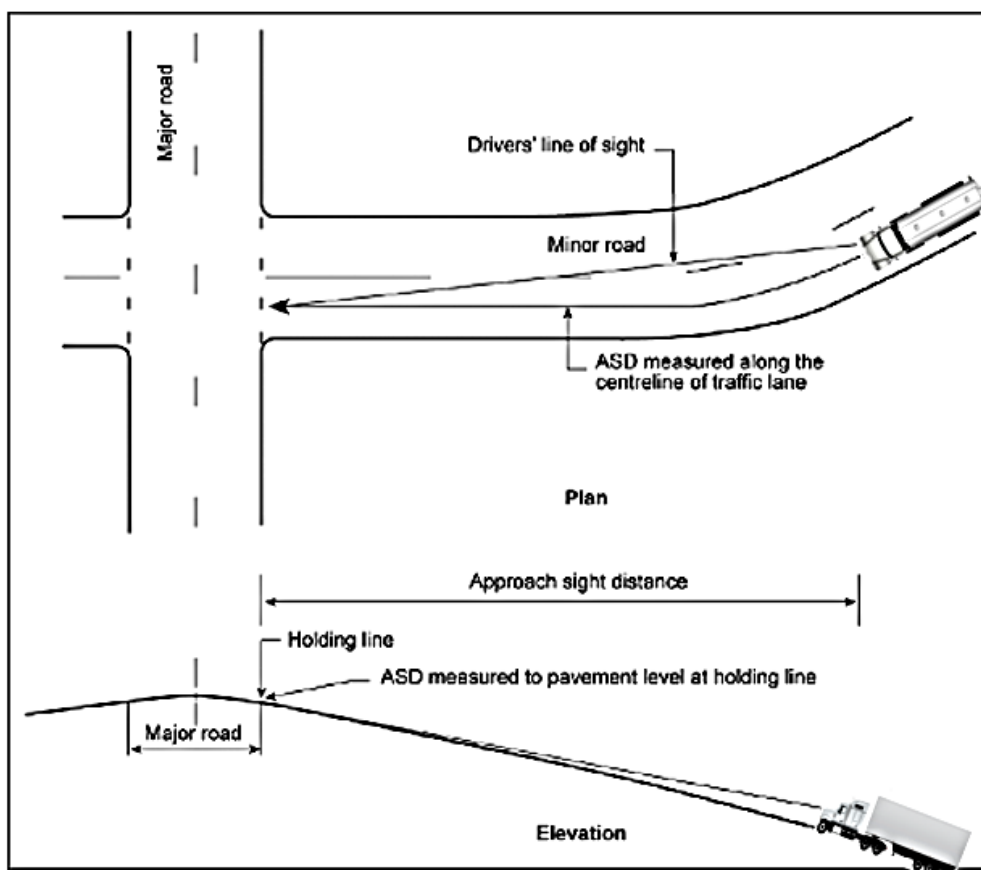 Major road
Drivers' line of sight
Minor road
ASD measured along the
centreline of traffic lane
Plan
Approach sight distance
Holding line
ASD measured to pavement level at holding line
Major road
Elevation